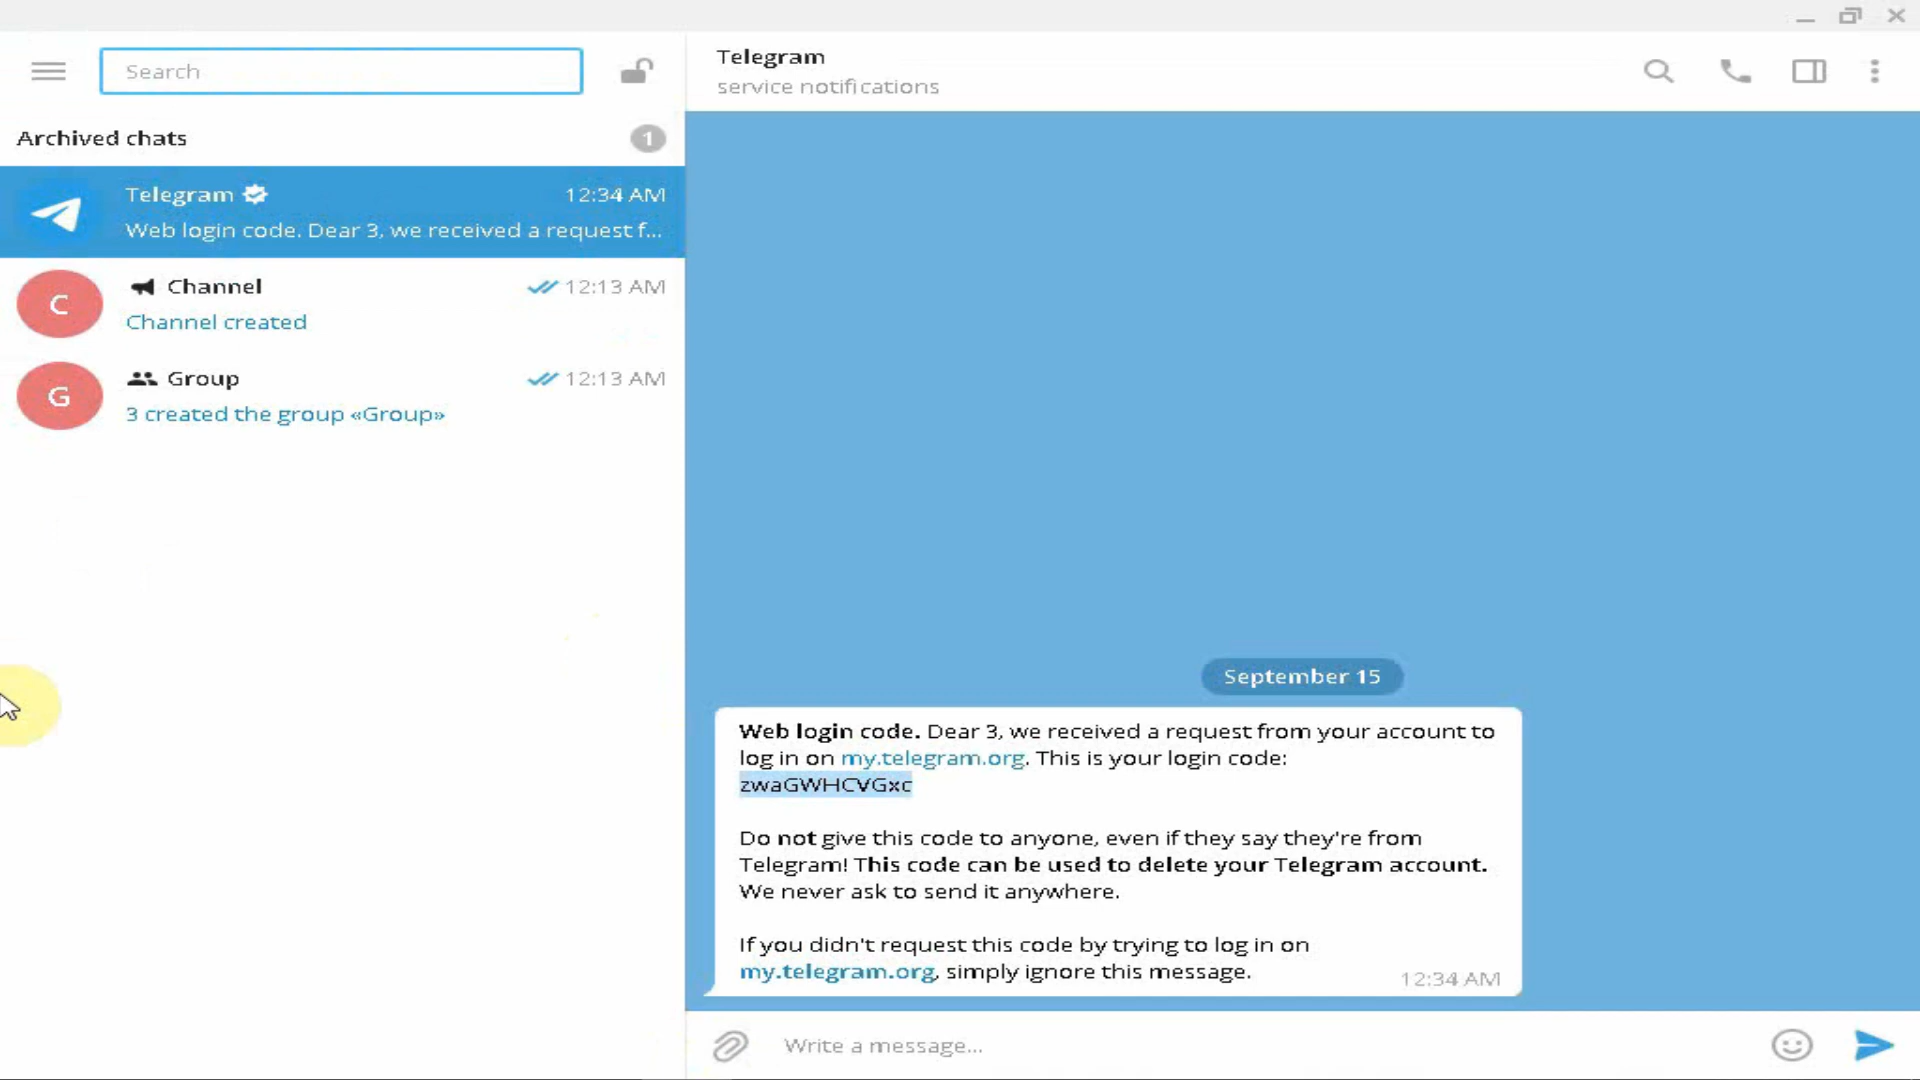 Search
Telegram
service notifications
Archived chats
1
Telegram
12:34 AM
Web login code. Dear 3, we received a request f...
C
Channel
12:13 AM
Channel created
G
Group
12:13 AM
3 created the group «Group»
September 15
Web login code. Dear 3, we received a request from your account to
log in on my.telegram.org. This is your login code:
zwaGWHCVGxc
Do not give this code to anyone, even if they say they're from
Telegram! This code can be used to delete your Telegram account.
We never ask to send it anywhere.
If you didn't request this code by trying to log in on
my.telegram.org, simply ignore this message.
12:34 AM
Write a message...